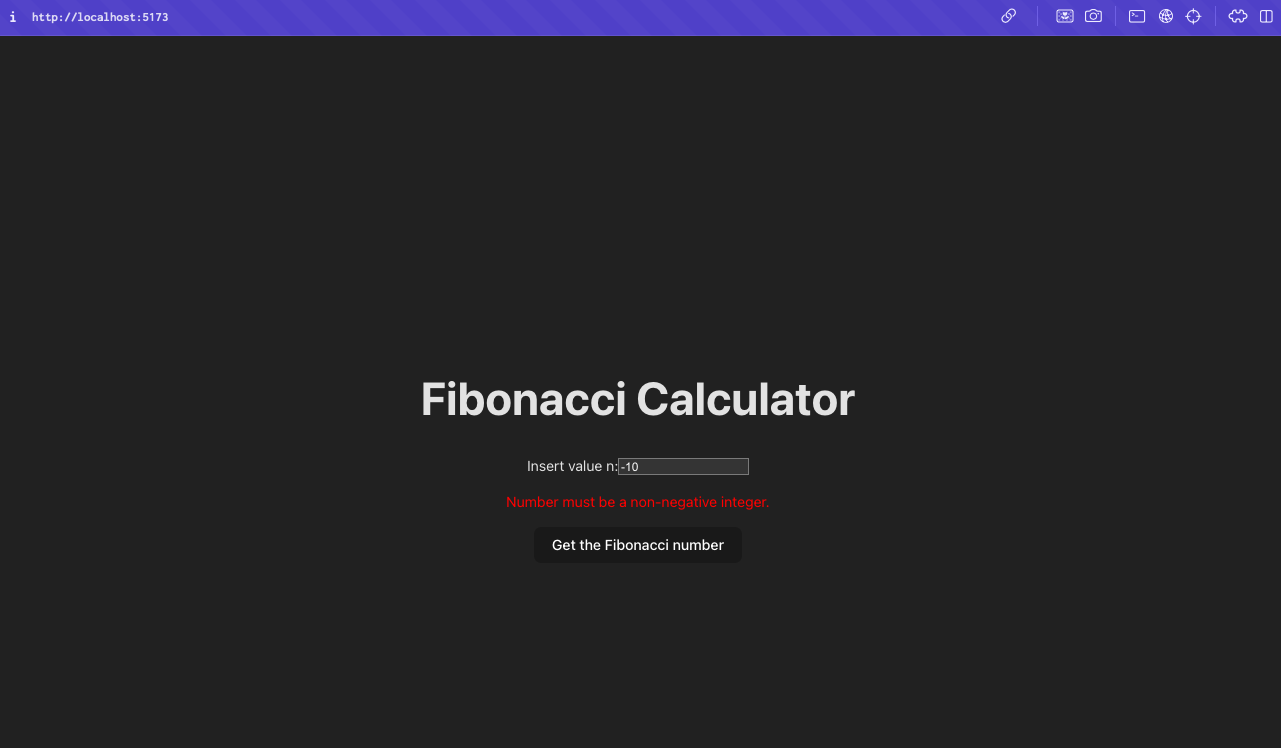 i http://localhost:5173
Fibonacci Calculator
Insert value n:-10
Number must be a non-negative integer.
Get the Fibonacci number